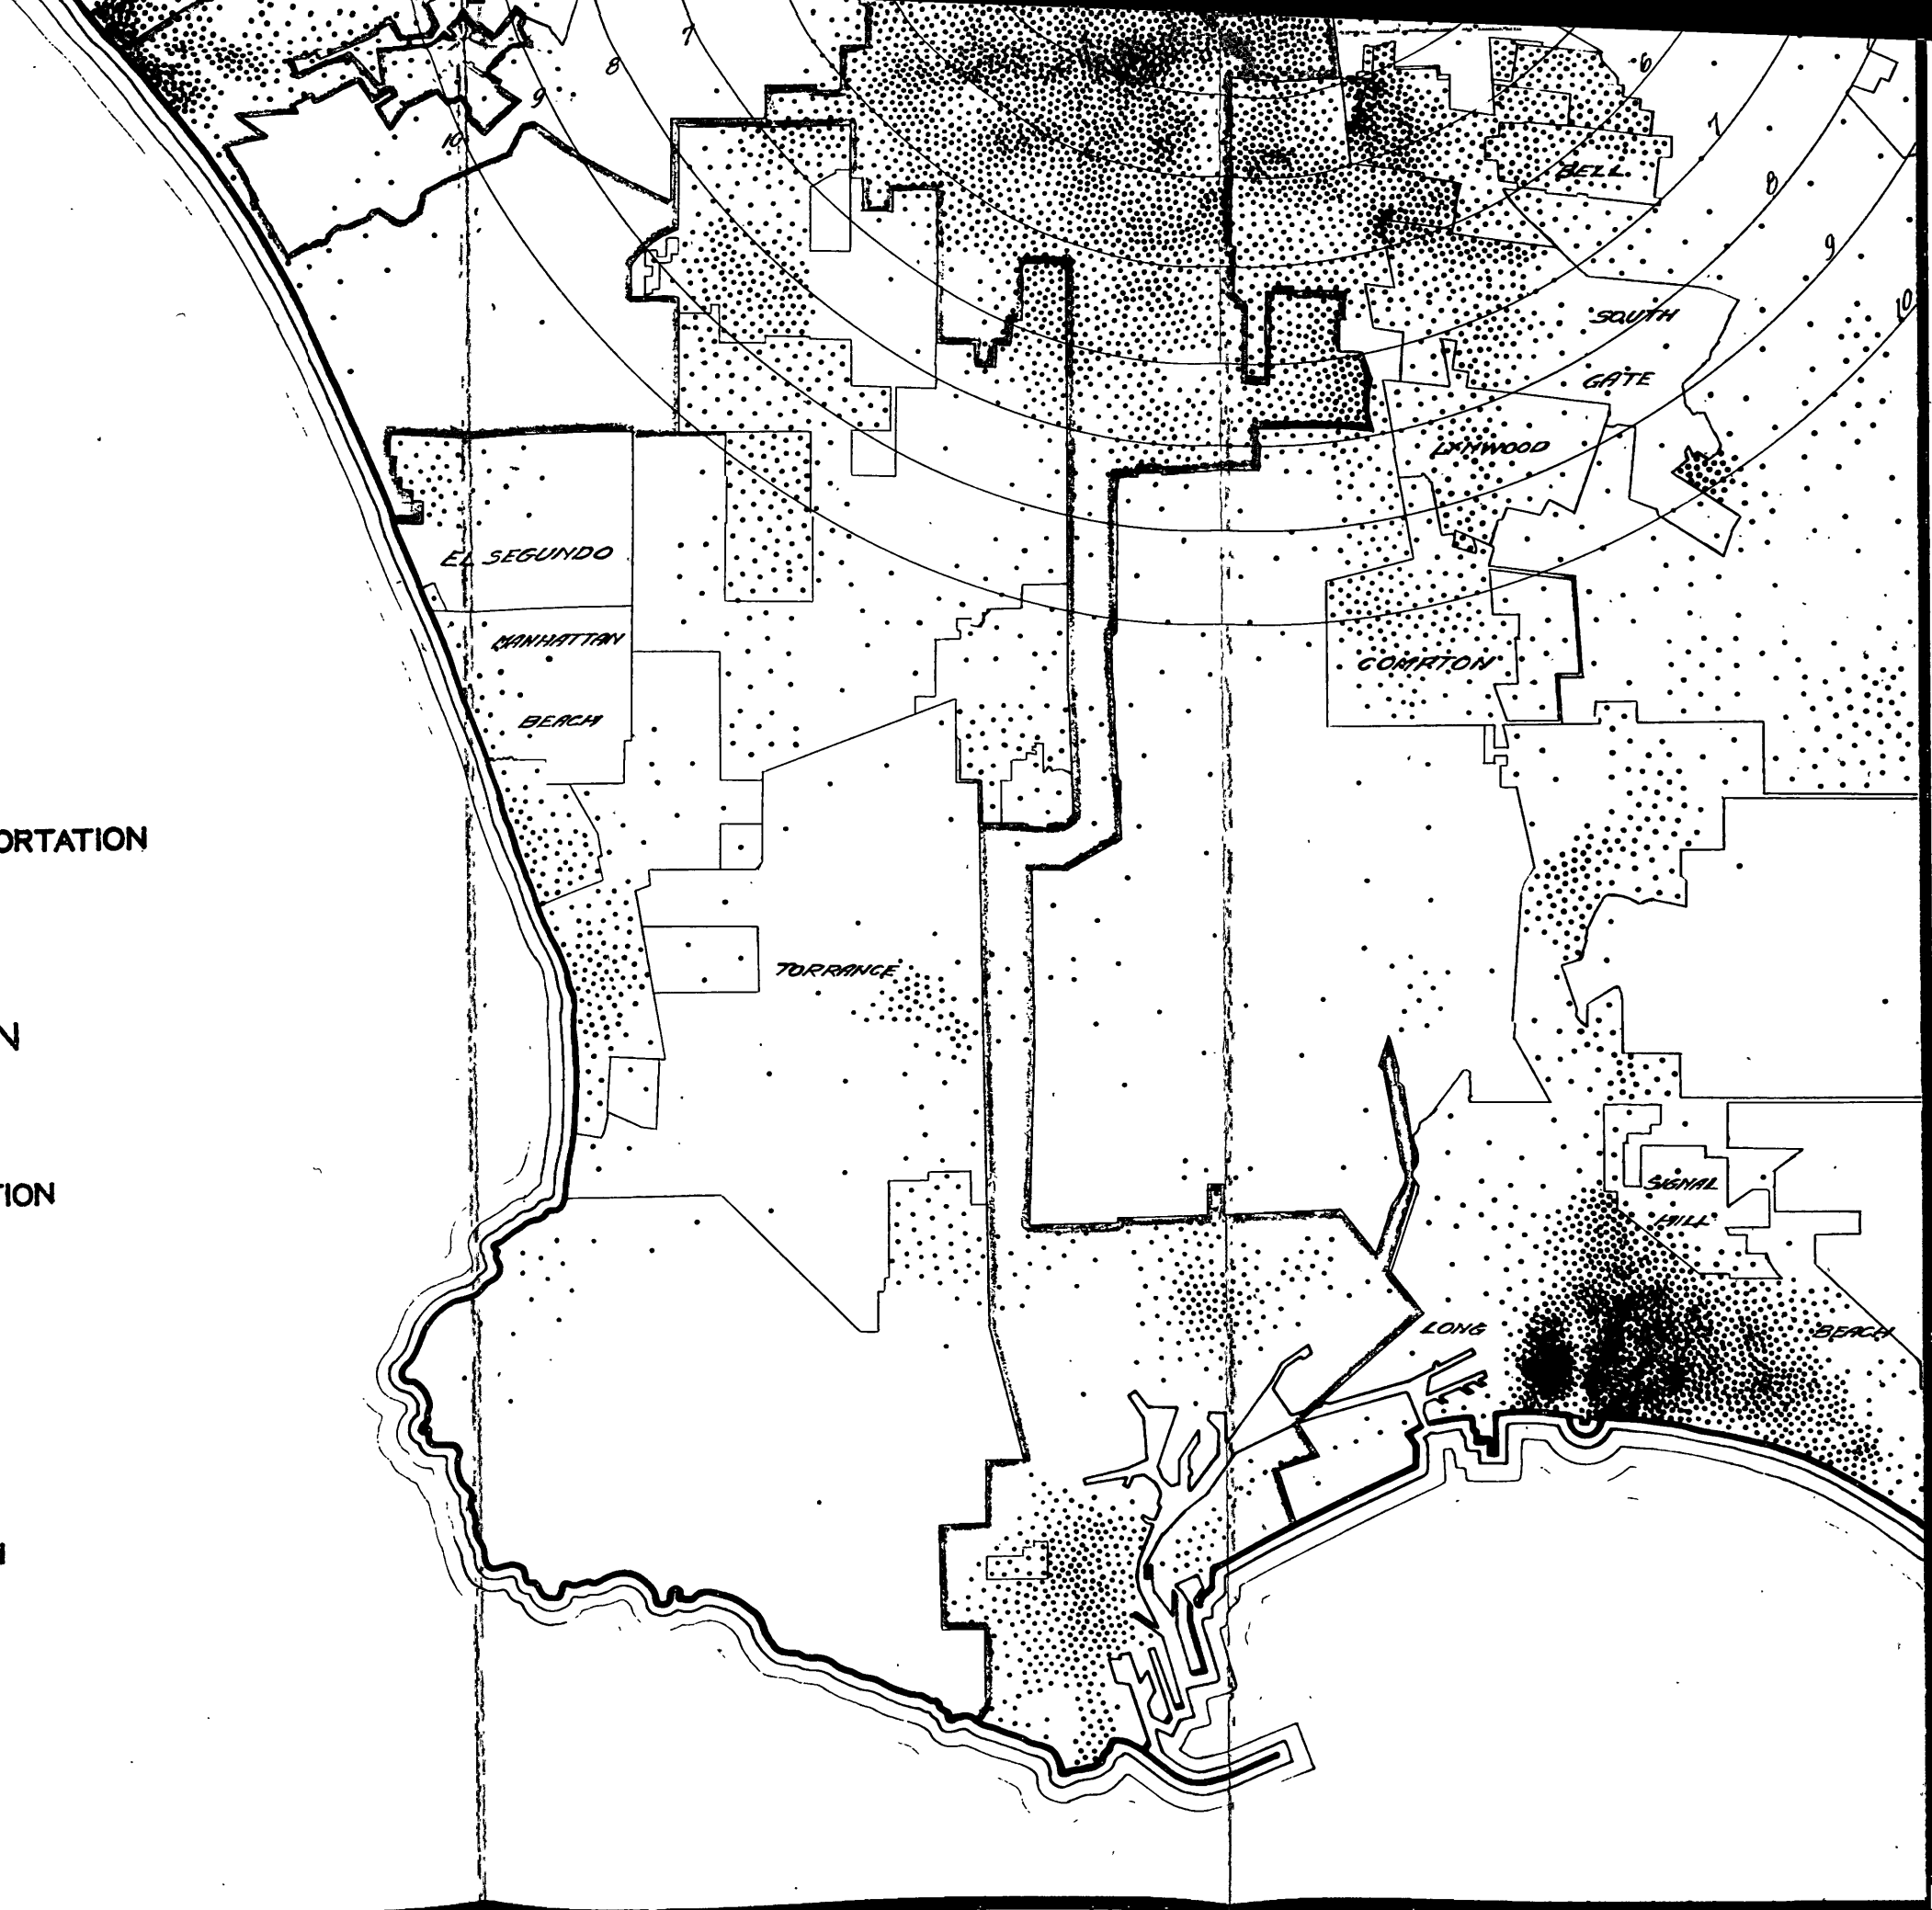 7
8
9
10
6
7
8
9
10
BELL
SOUTH
GATE
LYNWOOD
EL SEGUNDO
MANHATTAN
BEACH
COMPTON
ORTATION
TORRANCE
N
TION
SIGNAL
HILL
LONG
BEACH